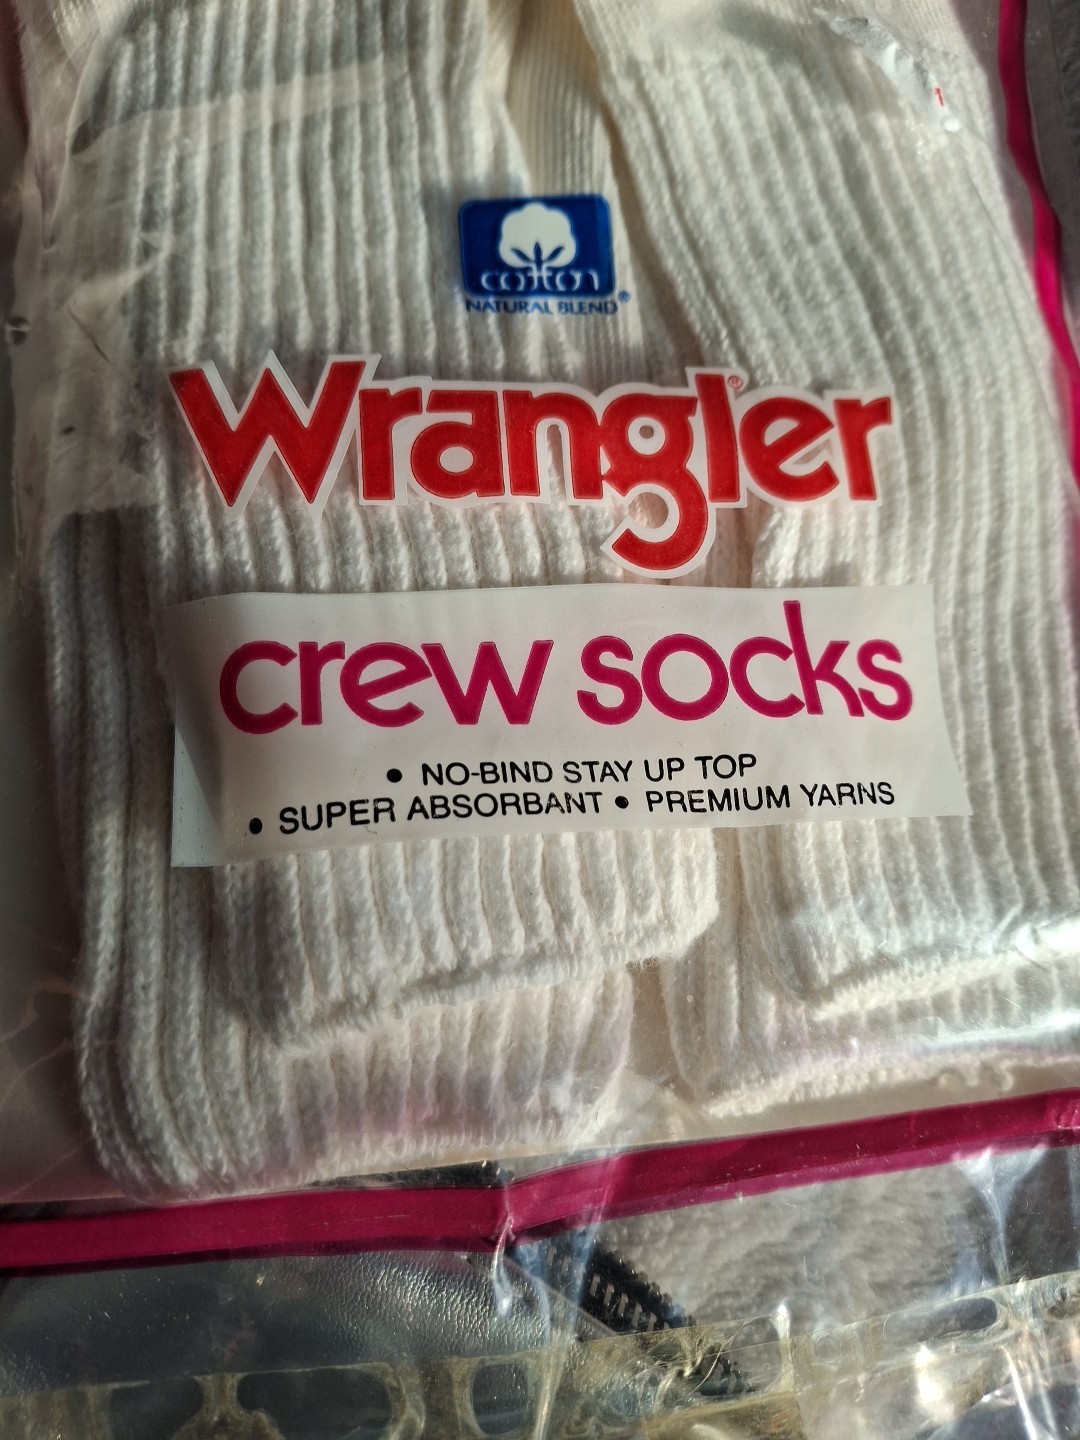 cotton
NATURAL BLEND®
Wrangler®
crew socks
• NO-BIND STAY UP TOP
• SUPER ABSORBANT • PREMIUM YARNS